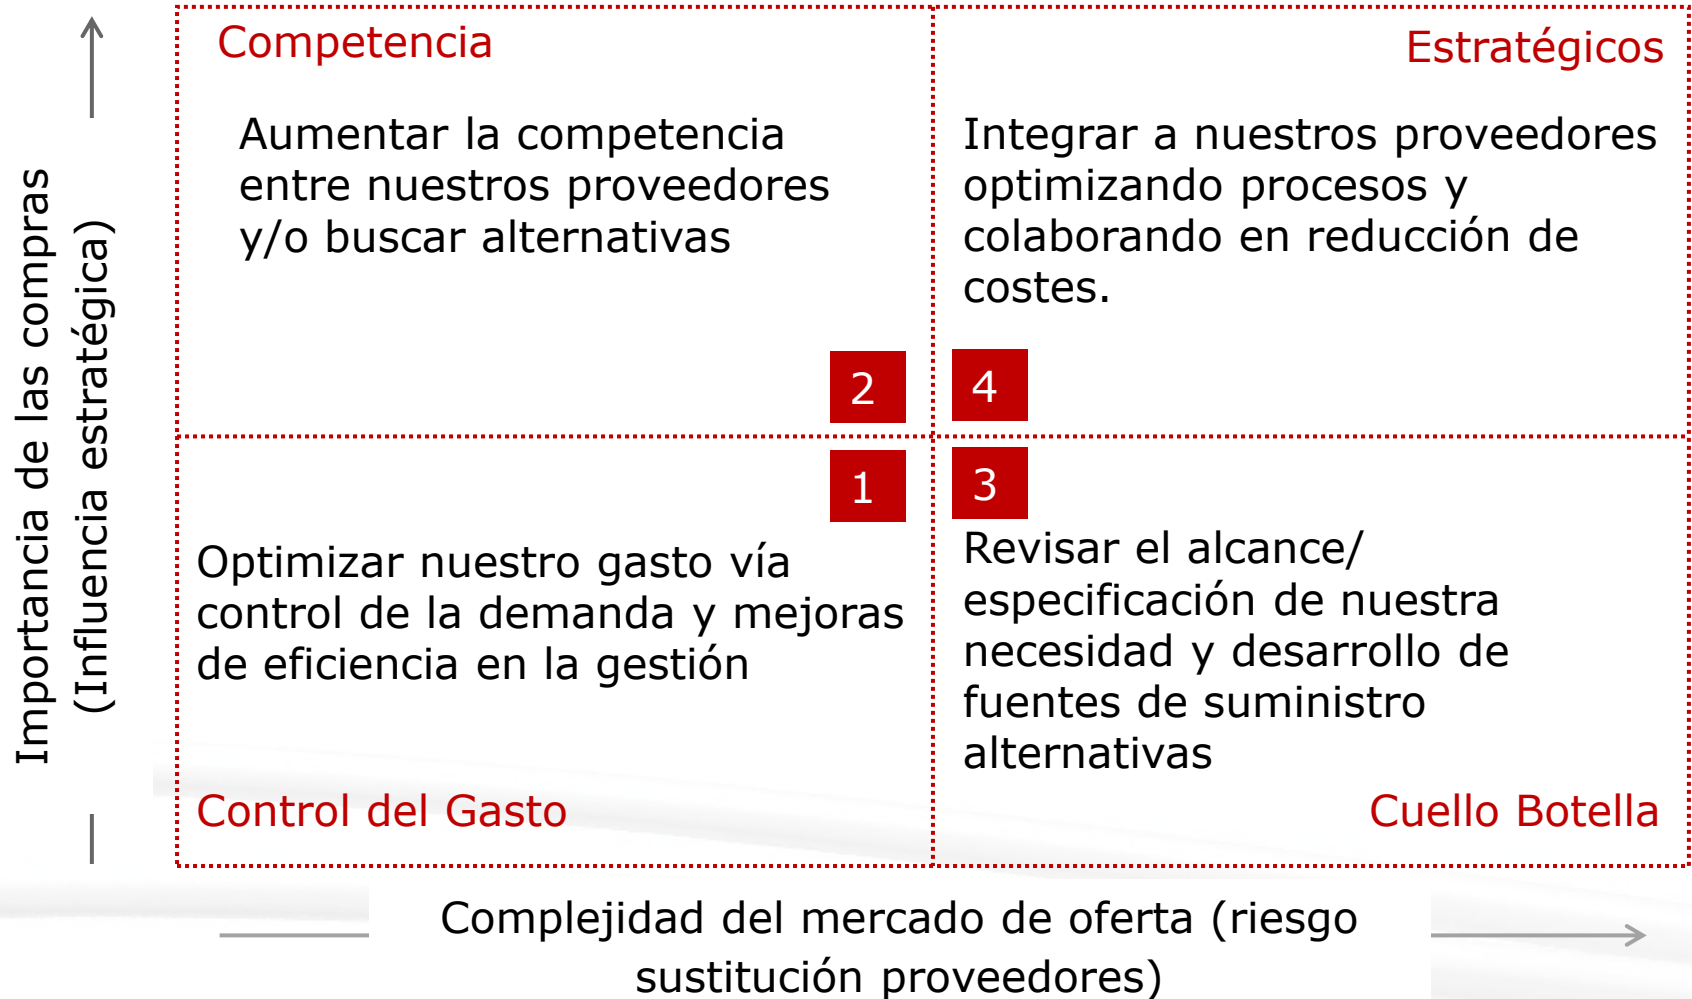 Importancia de las compras
(Influencia estratégica)
Competencia
Aumentar la competencia
entre nuestros proveedores
y/o buscar alternativas
2
Estratégicos
Integrar a nuestros proveedores
optimizando procesos y
colaborando en reducción de
costes.
4
1
Optimizar nuestro gasto vía
control de la demanda y mejoras
de eficiencia en la gestión
Control del Gasto
3
Revisar el alcance/
especificación de nuestra
necesidad y desarrollo de
fuentes de suministro
alternativas
Cuello Botella
Complejidad del mercado de oferta (riesgo
sustitución proveedores)